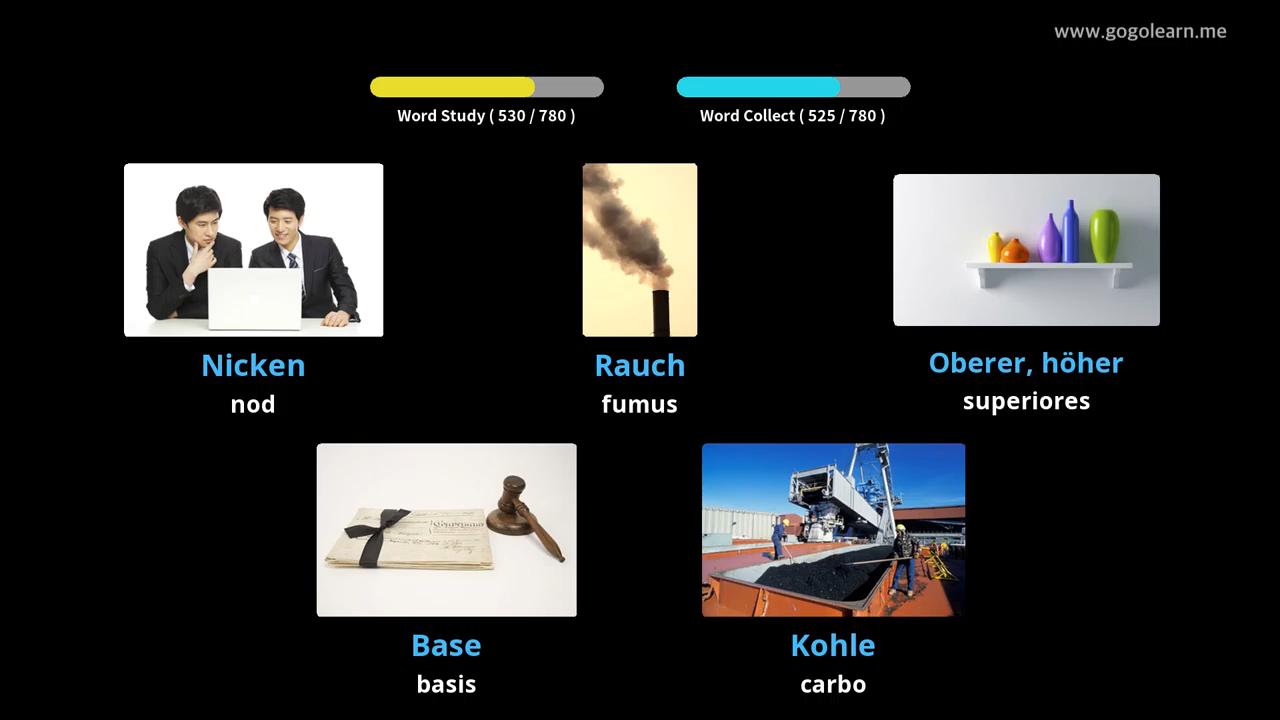 www.gogolearn.me
Word Study ( 530 / 780 )
Word Collect ( 525 / 780 )
Nicken
nod
Rauch
fumus
Oberer, höher
superiores
Base
basis
Kohle
carbo